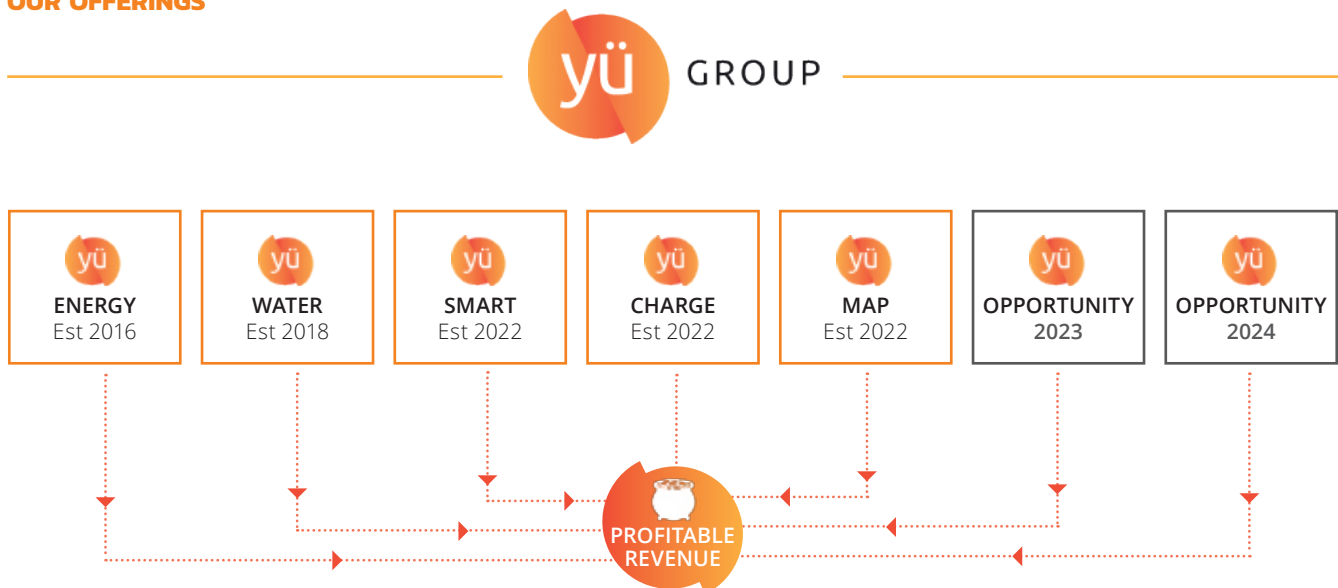 OUR OFFERINGS
yü GROUP
yü
ENERGY
Est 2016
yü
WATER
Est 2018
yü
SMART
Est 2022
yü
CHARGE
Est 2022
yü
MAP
Est 2022
yü
OPPORTUNITY
2023
yü
OPPORTUNITY
2024
PROFITABLE
REVENUE